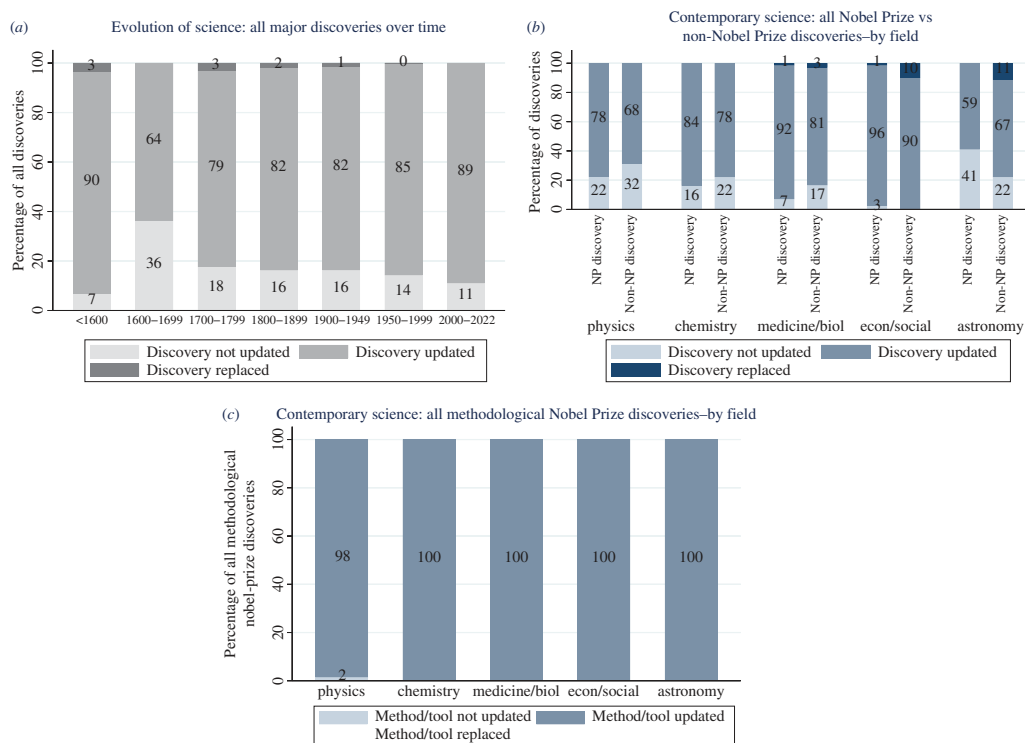 (a) Evolution of science: all major discoveries over time
Percentage of all discoveries
100
80
60
40
20
0
3 3 2 1 0
90 64 79 82 82 85 89
7 36 18 16 16 14 11
<1600 1600–1699 1700–1799 1800–1899 1900–1949 1950–1999 2000–2022
Discovery not updated Discovery updated
Discovery replaced
(b) Contemporary science: all Nobel Prize vs
non-Nobel Prize discoveries–by field
Percentage of discoveries
100
80
60
40
20
0
1 3 1 10 11
78 68 84 78 92 81 96 90 59 67
22 32 16 22 7 17 3 41 22
NP discovery Non-NP discovery NP discovery Non-NP discovery NP discovery Non-NP discovery NP discovery Non-NP discovery NP discovery Non-NP discovery
physics chemistry medicine/biol econ/social astronomy
Discovery not updated Discovery updated
Discovery replaced
(c) Contemporary science: all methodological Nobel Prize discoveries–by field
Percentage of all methodological
nobel-prize discoveries
100
80
60
40
20
0
98 100 100 100 100
2
physics chemistry medicine/biol econ/social astronomy
Method/tool not updated Method/tool updated
Method/tool replaced